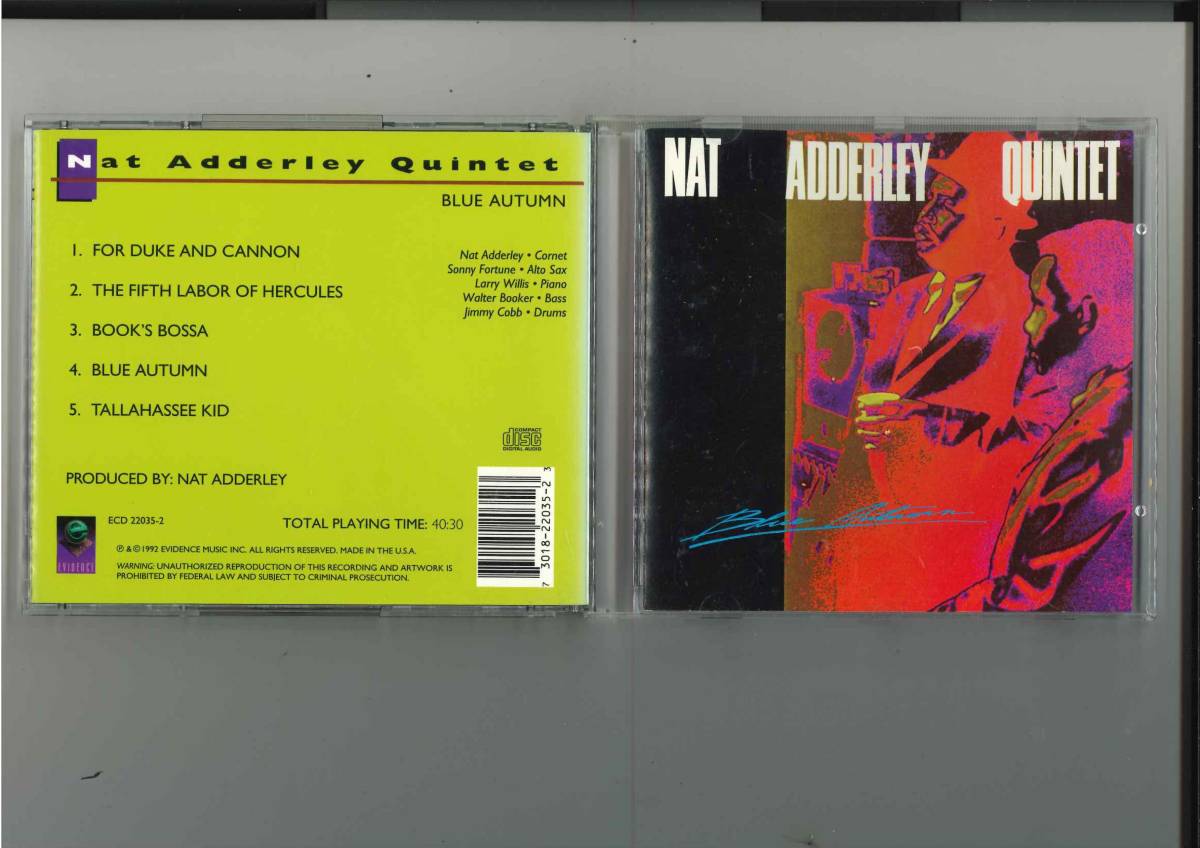 Nat Adderley Quintet
BLUE AUTUMN
1. FOR DUKE AND CANNON
2. THE FIFTH LABOR OF HERCULES
3. BOOK'S BOSSA
4. BLUE AUTUMN
5. TALLAHASSEE KID
Nat Adderley • Cornet
Sonny Fortune • Alto Sax
Larry Willis • Piano
Walter Booker • Bass
Jimmy Cobb • Drums
COMPACT
disc
DIGITAL AUDIO
PRODUCED BY: NAT ADDERLEY
ECD 22035-2
TOTAL PLAYING TIME: 40:30
e
EVIDENCE
℗ & © 1992 EVIDENCE MUSIC INC. ALL RIGHTS RESERVED. MADE IN THE U.S.A.
WARNING: UNAUTHORIZED REPRODUCTION OF THIS RECORDING AND ARTWORK IS
PROHIBITED BY FEDERAL LAW AND SUBJECT TO CRIMINAL PROSECUTION.
7 3018-22035-2 3
NAT ADDERLEY QUINTET
Blue Autumn